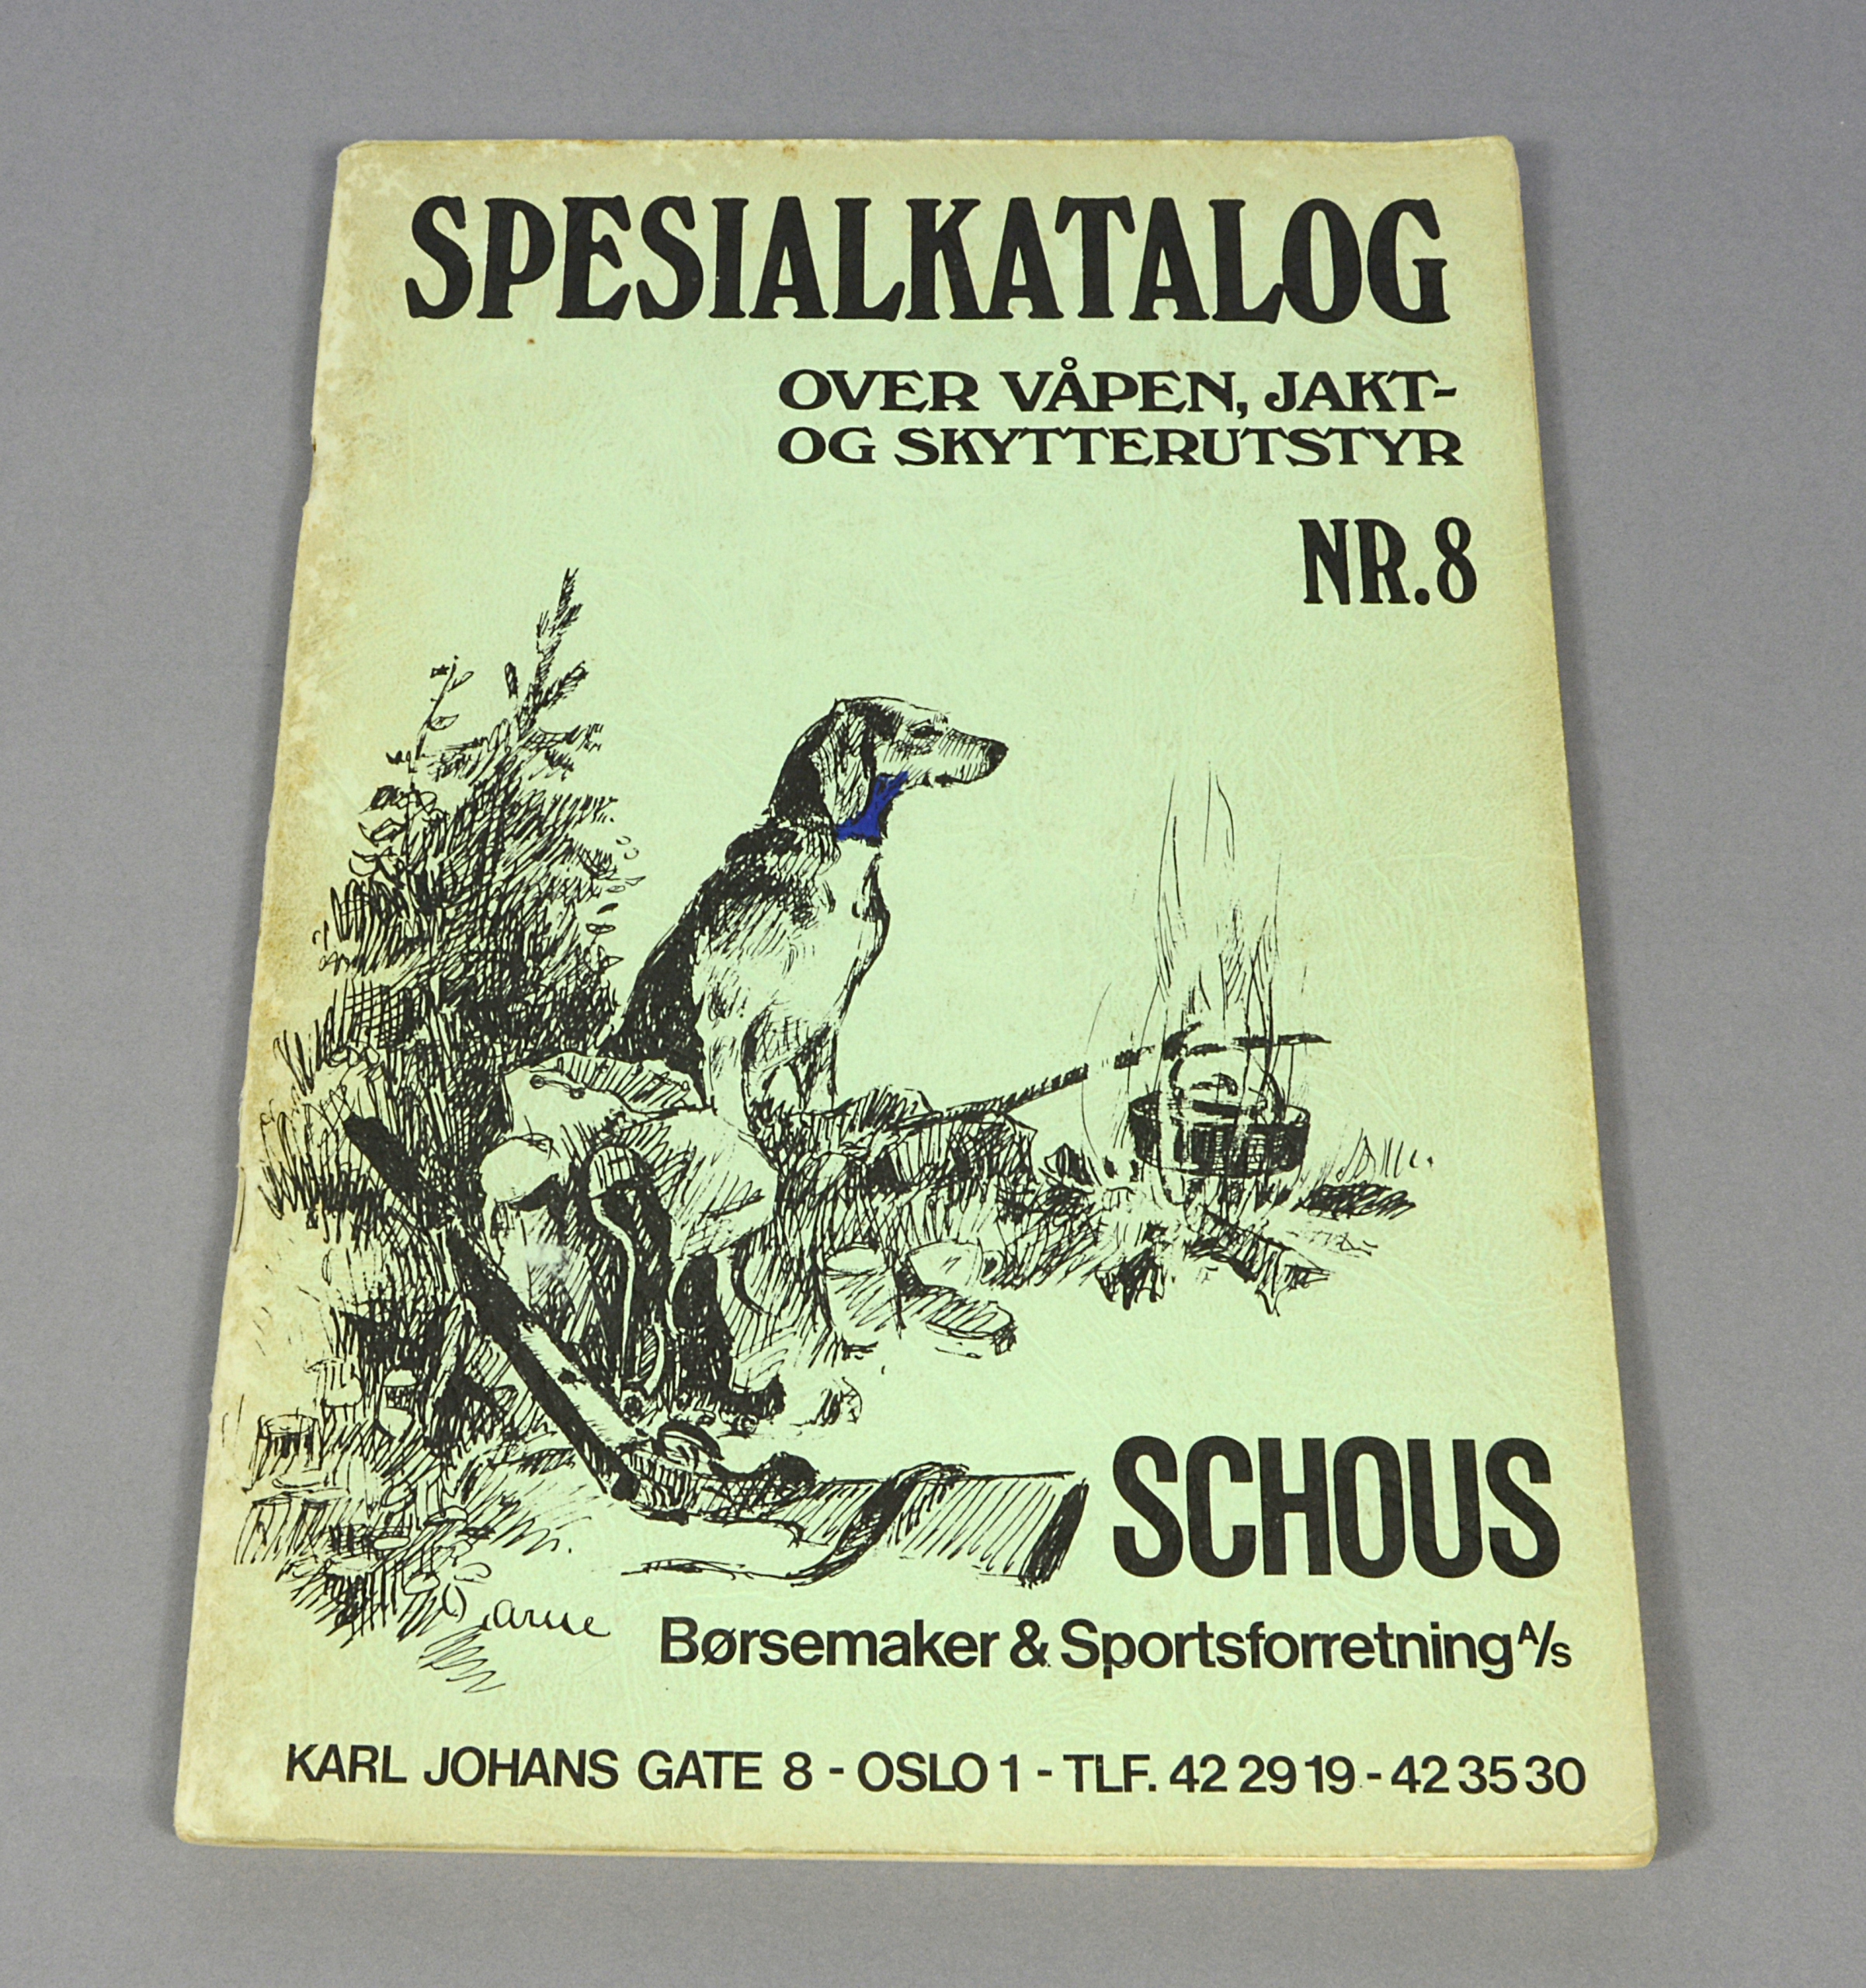 SPESIALKATALOG
OVER VÅPEN, JAKT-
OG SKYTTERUTSTYR
NR.8
SCHOUS
Børsemaker & Sportsforretning A/s
KARL JOHANS GATE 8 - OSLO 1 - TLF. 42 29 19 - 42 35 30